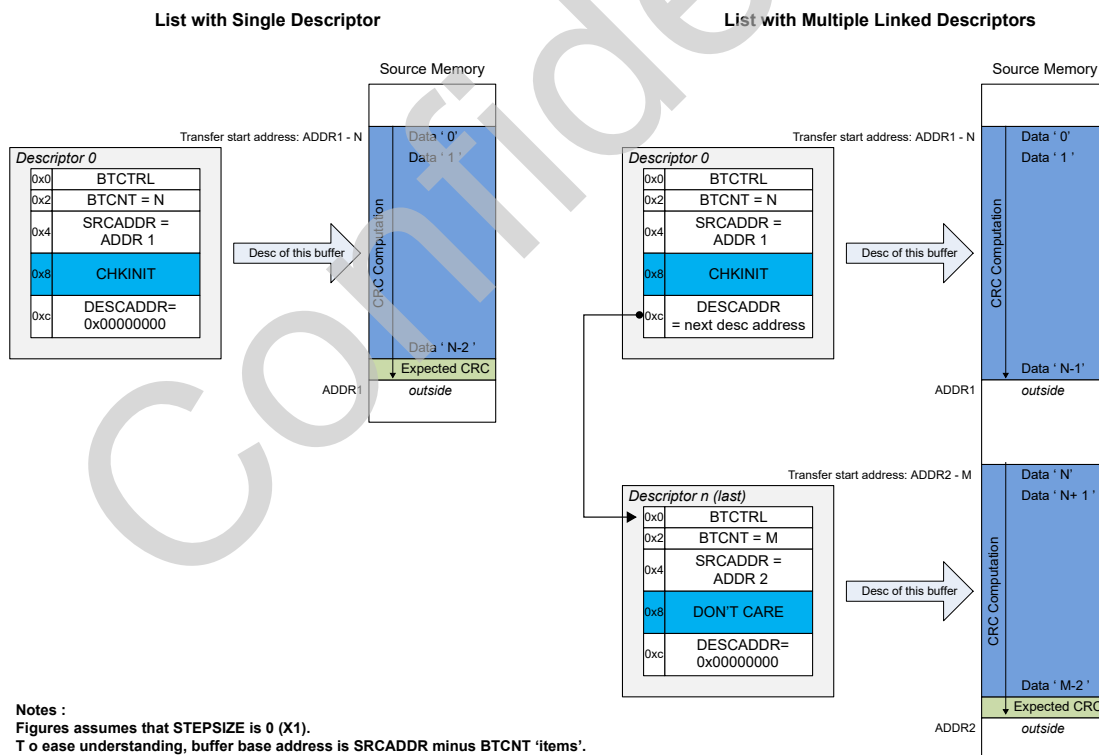 List with Single Descriptor
Source Memory
Transfer start address: ADDR1 - N
Data ‘ 0’
Data ‘ 1 ’
Descriptor 0
0x0 BTCTRL
0x2 BTCNT = N
0x4 SRCADDR =
ADDR 1
0x8 CHKINIT
0xc DESCADDR=
0x00000000
Desc of this buffer
CRC Computation
Data ‘ N-2 ’
Expected CRC
ADDR1
outside
List with Multiple Linked Descriptors
Source Memory
Transfer start address: ADDR1 - N
Data ‘ 0’
Data ‘ 1 ’
Descriptor 0
0x0 BTCTRL
0x2 BTCNT = N
0x4 SRCADDR =
ADDR 1
0x8 CHKINIT
0xc DESCADDR
= next desc address
Desc of this buffer
CRC Computation
Data ‘ N-1’
ADDR1
outside
Transfer start address: ADDR2 - M
Data ‘ N’
Data ‘ N+ 1 ’
Descriptor n (last)
0x0 BTCTRL
0x2 BTCNT = M
0x4 SRCADDR =
ADDR 2
0x8 DON'T CARE
0xc DESCADDR=
0x00000000
Desc of this buffer
CRC Computation
Data ‘ M-2 ’
Expected CRC
ADDR2
outside
Notes :
Figures assumes that STEPSIZE is 0 (X1).
T o ease understanding, buffer base address is SRCADDR minus BTCNT ‘items’.
Confide